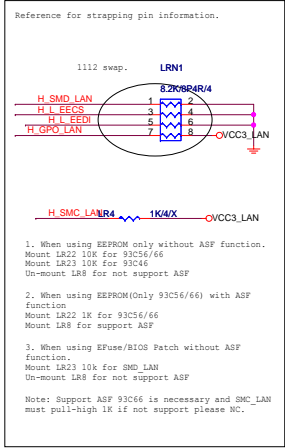 Reference for strapping pin information.
1112 swap.
LRN1
8.2K/8P4R/4
H_SMD_LAN 1 2
H_L_EECS 3 4
H_L_EEDI 5 6
H_GPO_LAN 7 8 VCC3_LAN
H_SMC_LAN LR4 1K/4/X VCC3_LAN
1. When using EEPROM only without ASF function.
Mount LR22 10K for 93C56/66
Mount LR23 10K for 93C46
Un-mount LR8 for not support ASF
2. When using EEPROM(Only 93C56/66) with ASF
function
Mount LR22 1K for 93C56/66
Mount LR8 for support ASF
3. When using EFuse/BIOS Patch without ASF
function.
Mount LR23 10k for SMD_LAN
Un-mount LR8 for not support ASF
Note: Support ASF 93C66 is necessary and SMC_LAN
must pull-high 1K if not support please NC.